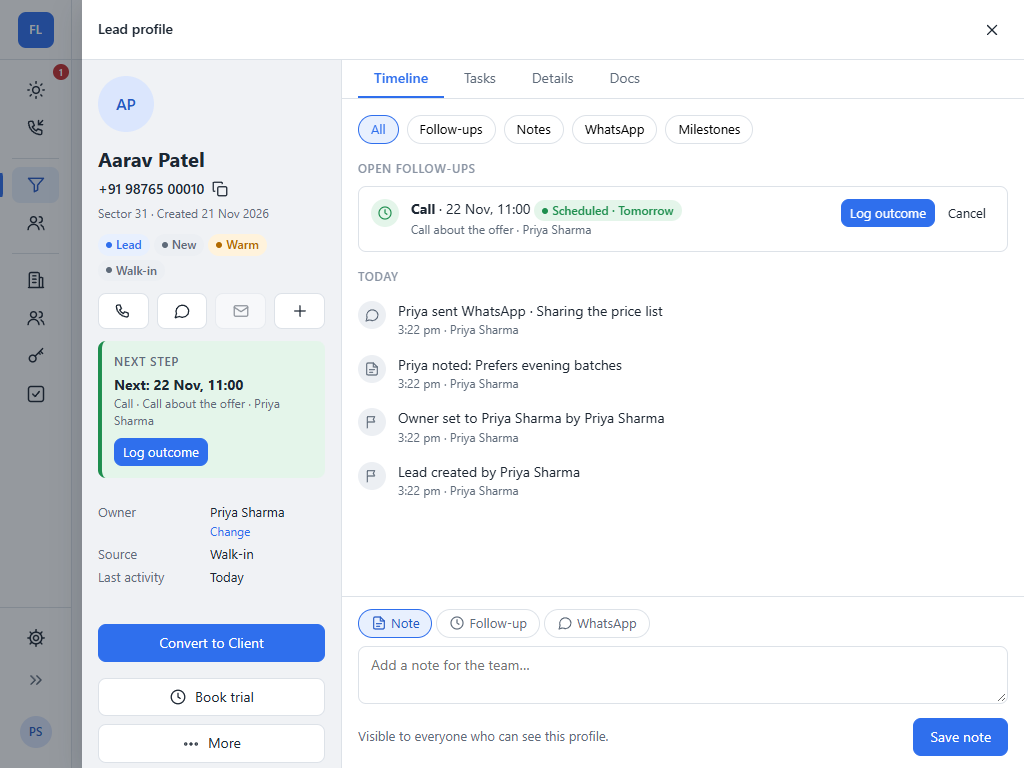 FL
Lead profile
1
AP
Aarav Patel
+91 98765 00010
Sector 31 · Created 21 Nov 2026
Lead
New
Warm
Walk-in
NEXT STEP
Next: 22 Nov, 11:00
Call · Call about the offer · Priya
Sharma
Log outcome
Owner
Priya Sharma
Change
Source
Walk-in
Last activity
Today
Convert to Client
Book trial
More
PS
Timeline
Tasks
Details
Docs
All
Follow-ups
Notes
WhatsApp
Milestones
OPEN FOLLOW-UPS
Call · 22 Nov, 11:00
Scheduled · Tomorrow
Call about the offer · Priya Sharma
Log outcome
Cancel
TODAY
Priya sent WhatsApp · Sharing the price list
3:22 pm · Priya Sharma
Priya noted: Prefers evening batches
3:22 pm · Priya Sharma
Owner set to Priya Sharma by Priya Sharma
3:22 pm · Priya Sharma
Lead created by Priya Sharma
3:22 pm · Priya Sharma
Note
Follow-up
WhatsApp
Add a note for the team...
Visible to everyone who can see this profile.
Save note